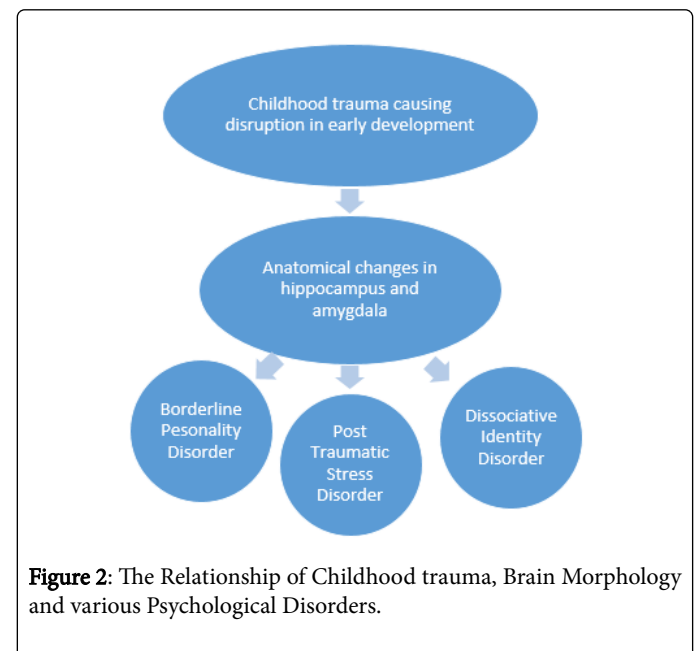 Childhood trauma causing
disruption in early development
Anatomical changes in
hippocampus and
amygdala
Borderline
Pesonality
Disorder
Post
Traumatic
Stress
Disorder
Dissociative
Identity
Disorder
Figure 2: The Relationship of Childhood trauma, Brain Morphology
and various Psychological Disorders.